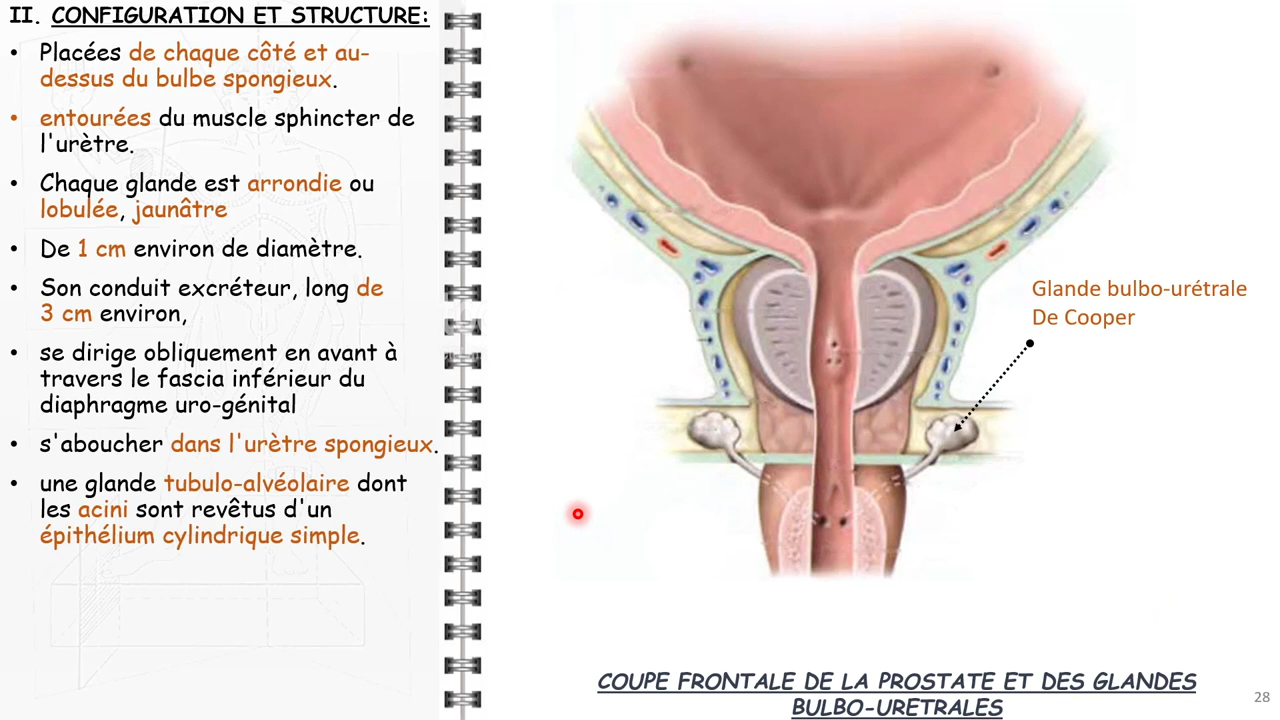 II. CONFIGURATION ET STRUCTURE:
• Placées de chaque côté et au-
dessus du bulbe spongieux.
• entourées du muscle sphincter de
l'urètre.
• Chaque glande est arrondie ou
lobulée, jaunâtre
• De 1 cm environ de diamètre.
• Son conduit excréteur, long de
3 cm environ,
• se dirige obliquement en avant à
travers le fascia inférieur du
diaphragme uro-génital
• s'aboucher dans l'urètre spongieux.
• une glande tubulo-alvéolaire dont
les acini sont revêtus d'un
épithélium cylindrique simple.
Glande bulbo-urétrale
De Cooper
COUPE FRONTALE DE LA PROSTATE ET DES GLANDES
BULBO-URETRALES
28